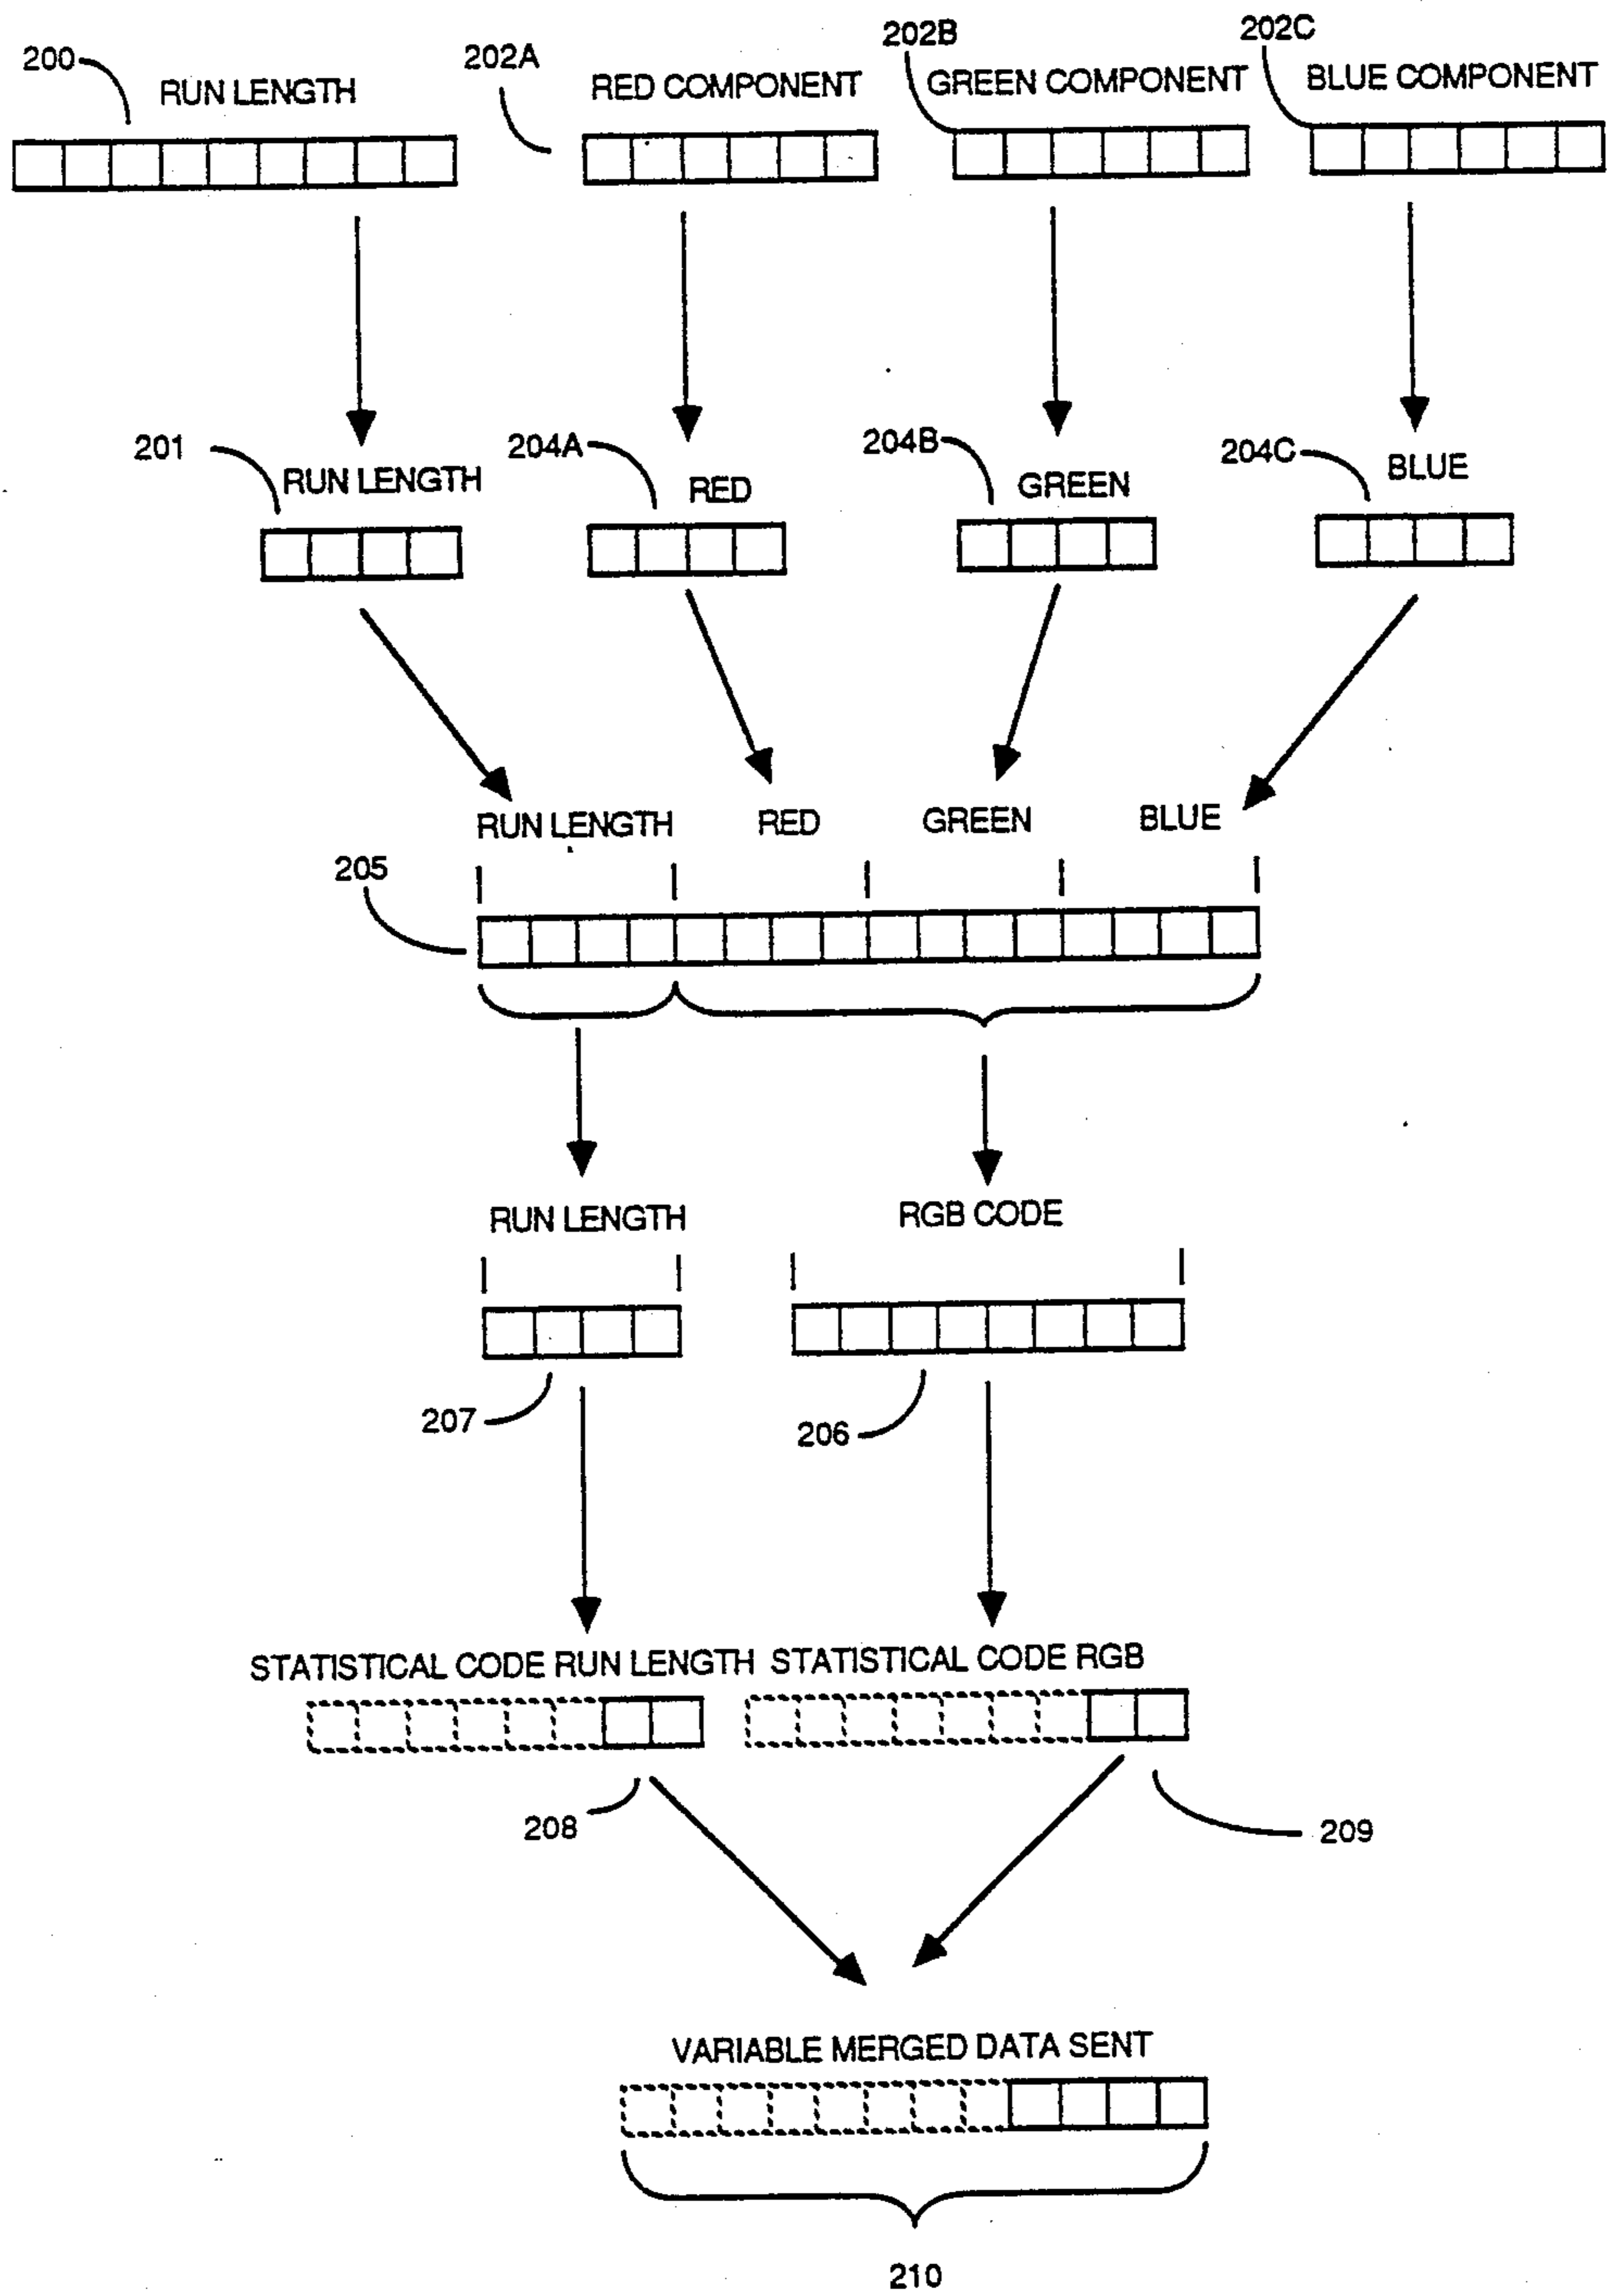 200
RUN LENGTH
202A
RED COMPONENT
202B
GREEN COMPONENT
202C
BLUE COMPONENT
201
RUN LENGTH
204A
RED
204B
GREEN
204C
BLUE
RUN LENGTH
RED
GREEN
BLUE
205
RUN LENGTH
RGB CODE
207
206
STATISTICAL CODE RUN LENGTH
STATISTICAL CODE RGB
208
209
VARIABLE MERGED DATA SENT
210